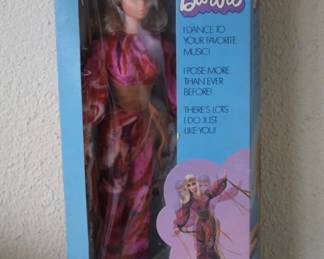 Barbie
I DANCE TO
YOUR FAVORITE
MUSIC!
I POSE MORE
THAN EVER
BEFORE!
THERE'S LOTS
I DO JUST
LIKE YOU!